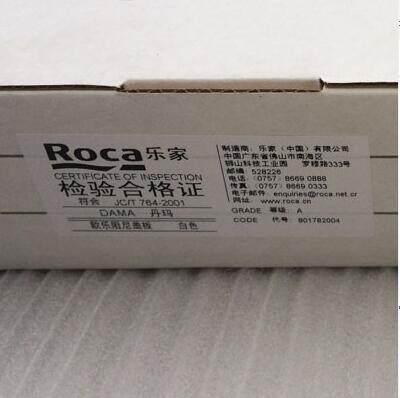 Roca 乐家
CERTIFICATE OF INSPECTION
检验合格证
符合 JC/T 764-2001
DAMA 丹玛
欧乐阻尼盖板 白色
制造商：乐家（中国）有限公司
中国广东省佛山市南海区
狮山科技工业园 罗穆路333号
邮编：528226
电话：（0757）8669 0888
传真：（0757）8669 0333
电子邮件：enquiries@roca.net.cn
网址：www.roca.cn
GRADE 等级：A
CODE 代号：801782004